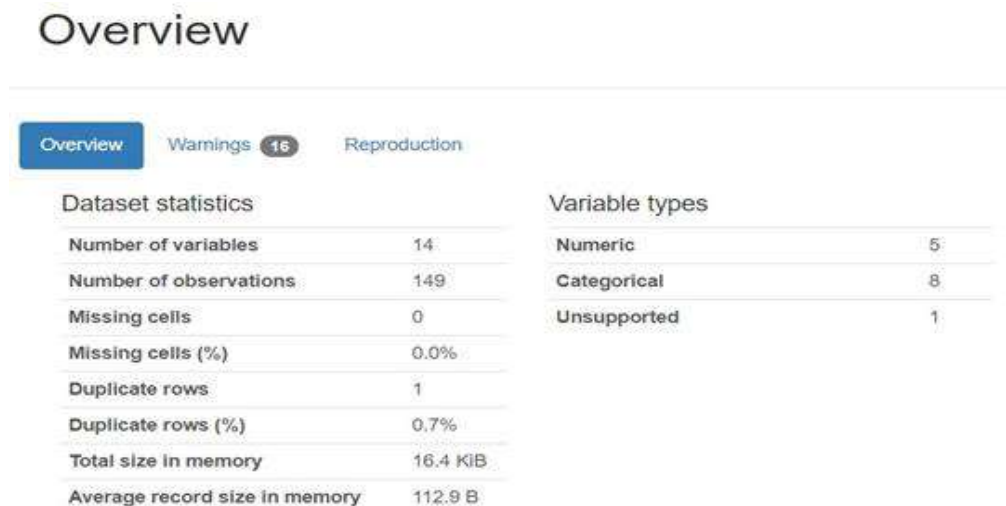 Overview
Overview Warnings 16 Reproduction
Dataset statistics
Number of variables 14
Number of observations 149
Missing cells 0
Missing cells (%) 0.0%
Duplicate rows 1
Duplicate rows (%) 0.7%
Total size in memory 16.4 KiB
Average record size in memory 112.9 B
Variable types
Numeric 5
Categorical 8
Unsupported 1